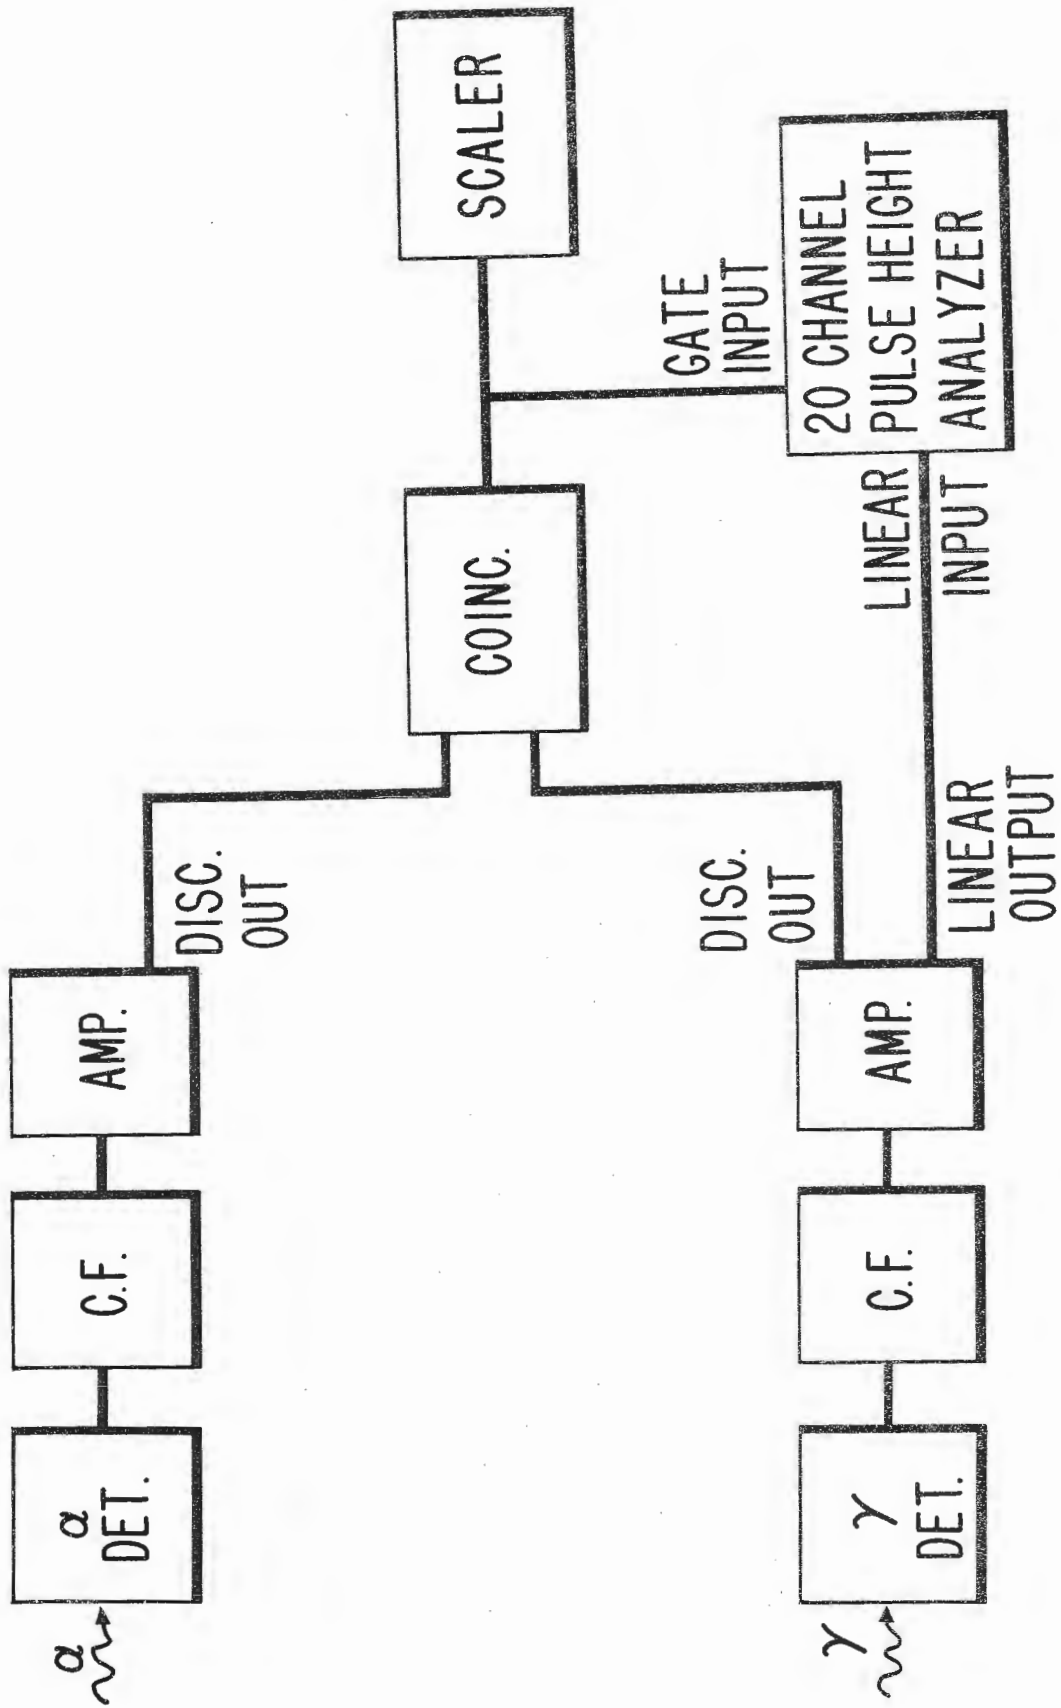 α
α
DET.
C.F.
AMP.
DISC.
OUT
COINC.
SCALER
γ
γ
DET.
C.F.
AMP.
DISC.
OUT
LINEAR
OUTPUT
LINEAR
INPUT
GATE
INPUT
20 CHANNEL
PULSE HEIGHT
ANALYZER